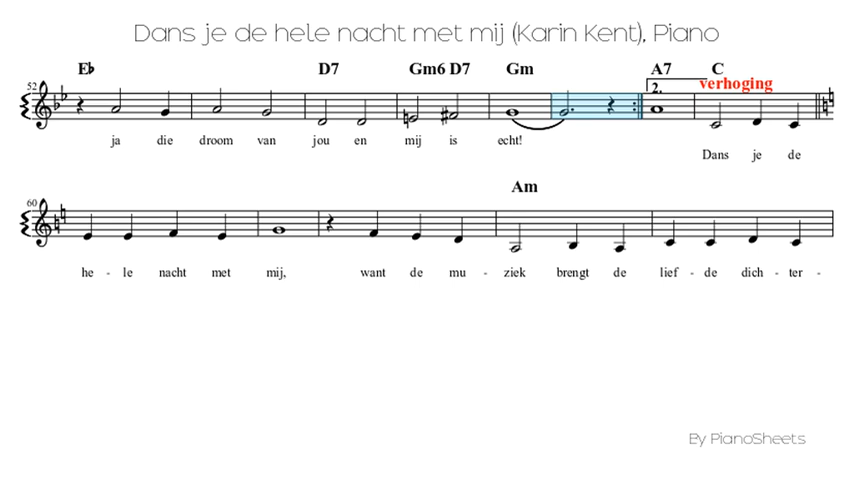 Dans je de hele nacht met mij (Karin Kent), Piano
E♭ D7 Gm6 D7 Gm A7 C
2. verhoging
52
ja die droom van jou en mij is echt!
Dans je de
60
Am
he - le nacht met mij, want de mu - ziek brengt de lief - de dich - ter -
By PianoSheets